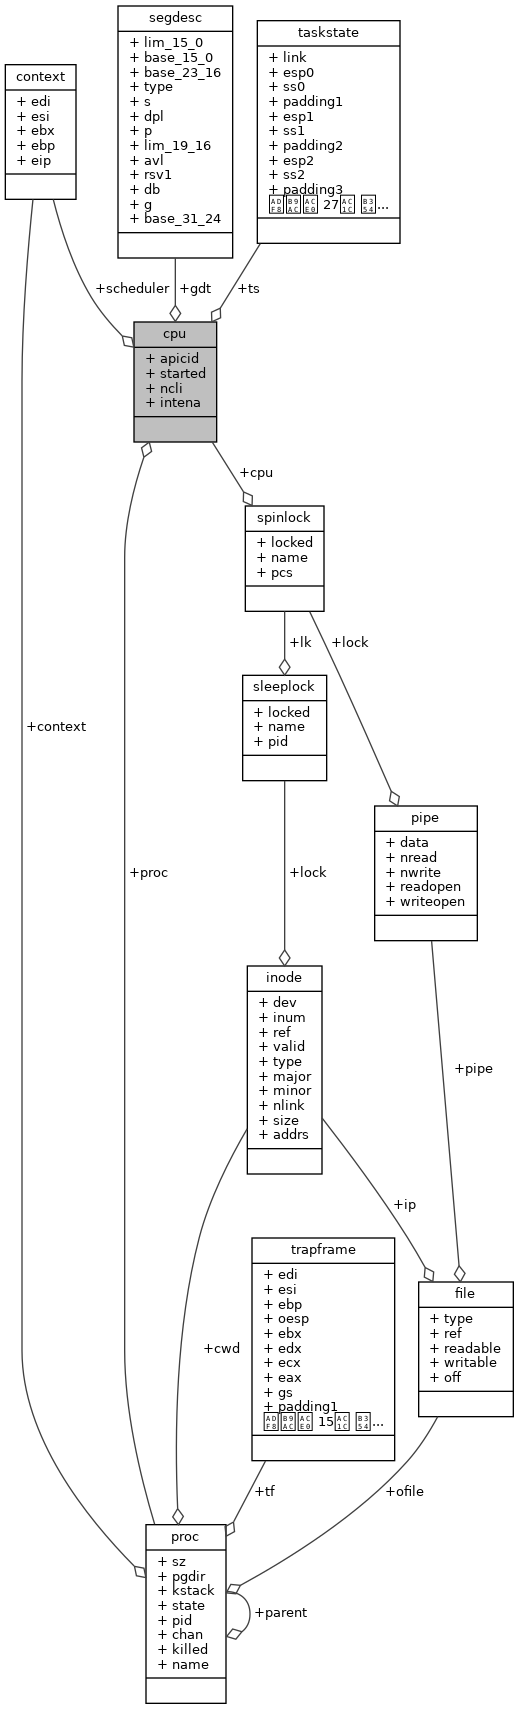 segdesc
+ lim_15_0
+ base_15_0
+ base_23_16
+ type
+ s
+ dpl
+ p
+ lim_19_16
+ avl
+ rsv1
+ db
+ g
+ base_31_24
taskstate
+ link
+ esp0
+ ss0
+ padding1
+ esp1
+ ss1
+ padding2
+ esp2
+ ss2
+ padding3
27 ...
context
+ edi
+ esi
+ ebx
+ ebp
+ eip
+scheduler
+gdt
+ts
cpu
+ apicid
+ started
+ ncli
+ intena
+cpu
spinlock
+ locked
+ name
+ pcs
+lk
+lock
sleeplock
+ locked
+ name
+ pid
+context
pipe
+ data
+ nread
+ nwrite
+ readopen
+ writeopen
+proc
+lock
inode
+ dev
+ inum
+ ref
+ valid
+ type
+ major
+ minor
+ nlink
+ size
+ addrs
+pipe
+ip
trapframe
+ edi
+ esi
+ ebp
+ oesp
+ ebx
+ edx
+ ecx
+ eax
+ gs
+ padding1
15 ...
file
+ type
+ ref
+ readable
+ writable
+ off
+cwd
+tf
+ofile
proc
+ sz
+ pgdir
+ kstack
+ state
+ pid
+ chan
+ killed
+ name
+parent